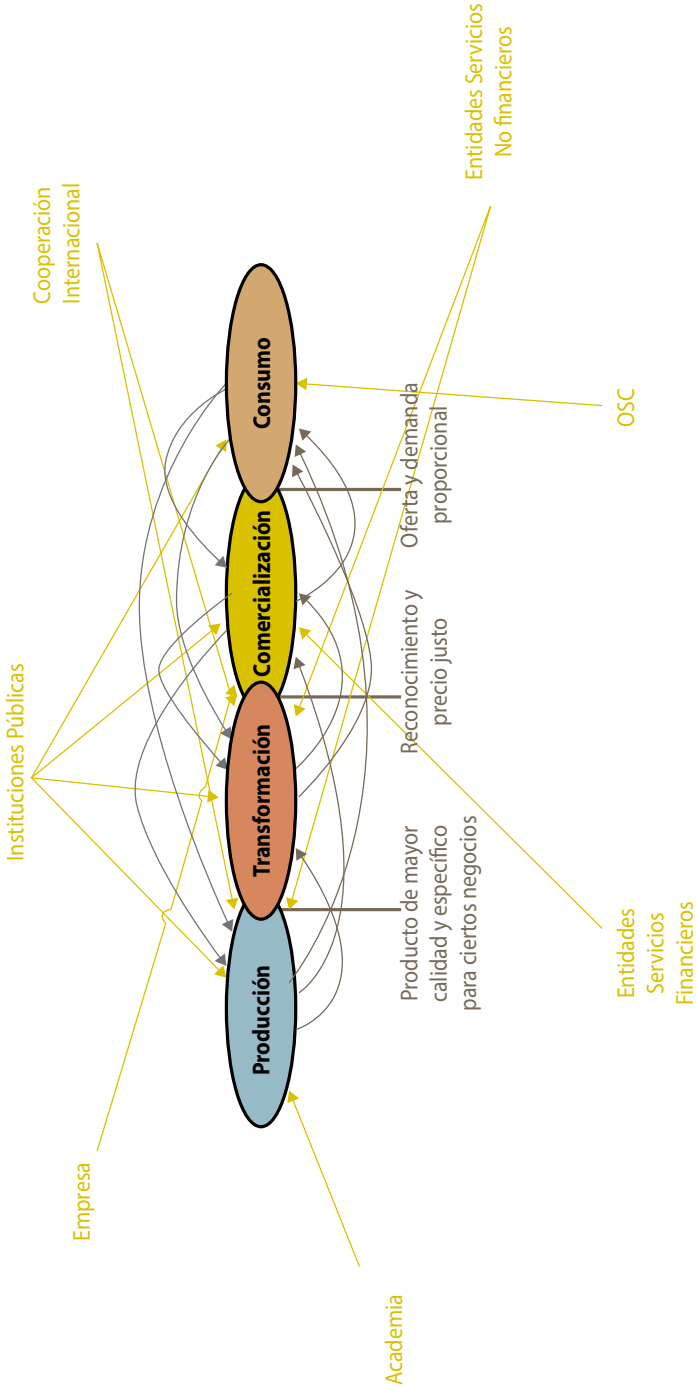 Instituciones Públicas
Cooperación
Internacional
Empresa
Producción
Transformación
Comercialización
Consumo
Producto de mayor
calidad y específico
para ciertos negocios
Reconocimiento y
precio justo
Oferta y demanda
proporcional
Entidades Servicios
No financieros
Academia
Entidades
Servicios
Financieros
OSC